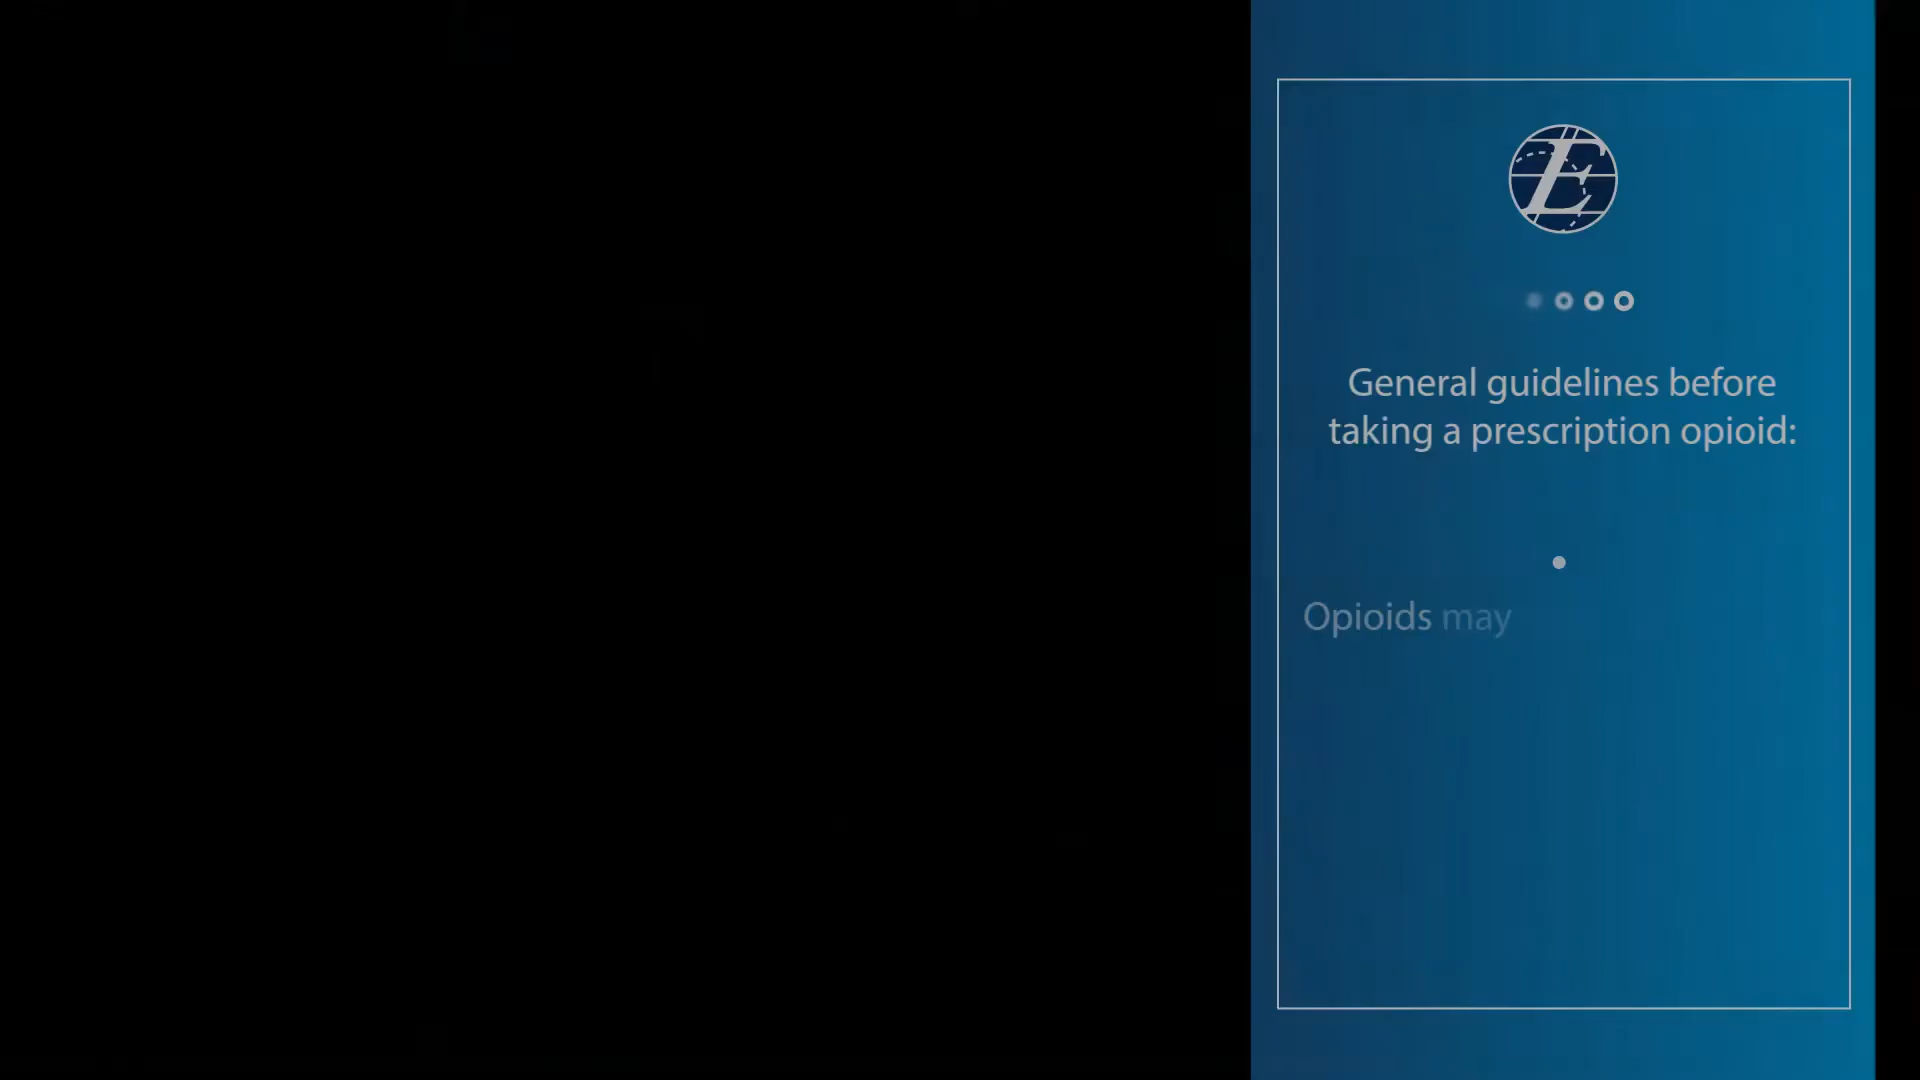 E
General guidelines before
taking a prescription opioid:
Opioids may